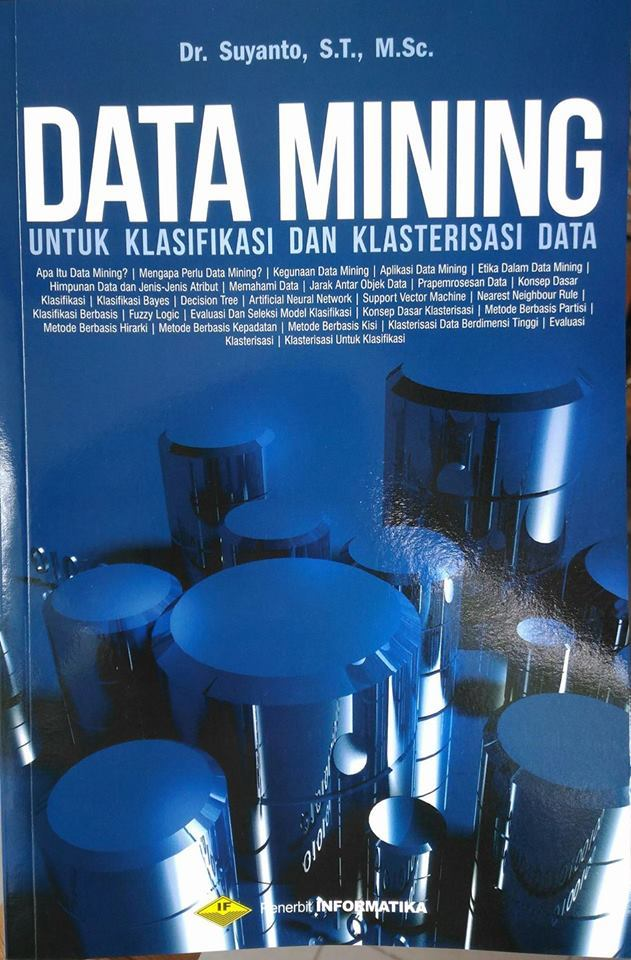 Dr. Suyanto, S.T., M.Sc.
DATA MINING
UNTUK KLASIFIKASI DAN KLASTERISASI DATA
Apa Itu Data Mining? | Mengapa Perlu Data Mining? | Kegunaan Data Mining | Aplikasi Data Mining | Etika Dalam Data Mining |
Himpunan Data dan Jenis-Jenis Atribut | Memahami Data | Jarak Antar Objek Data | Prapemrosesan Data | Konsep Dasar
Klasifikasi | Klasifikasi Bayes | Decision Tree | Artificial Neural Network | Support Vector Machine | Nearest Neighbour Rule |
Klasifikasi Berbasis | Fuzzy Logic | Evaluasi Dan Seleksi Model Klasifikasi | Konsep Dasar Klasterisasi | Metode Berbasis Partisi |
Metode Berbasis Hirarki | Metode Berbasis Kepadatan | Metode Berbasis Kisi | Klasterisasi Data Berdimensi Tinggi | Evaluasi
Klasterisasi | Klasterisasi Untuk Klasifikasi
IF Penerbit INFORMATIKA